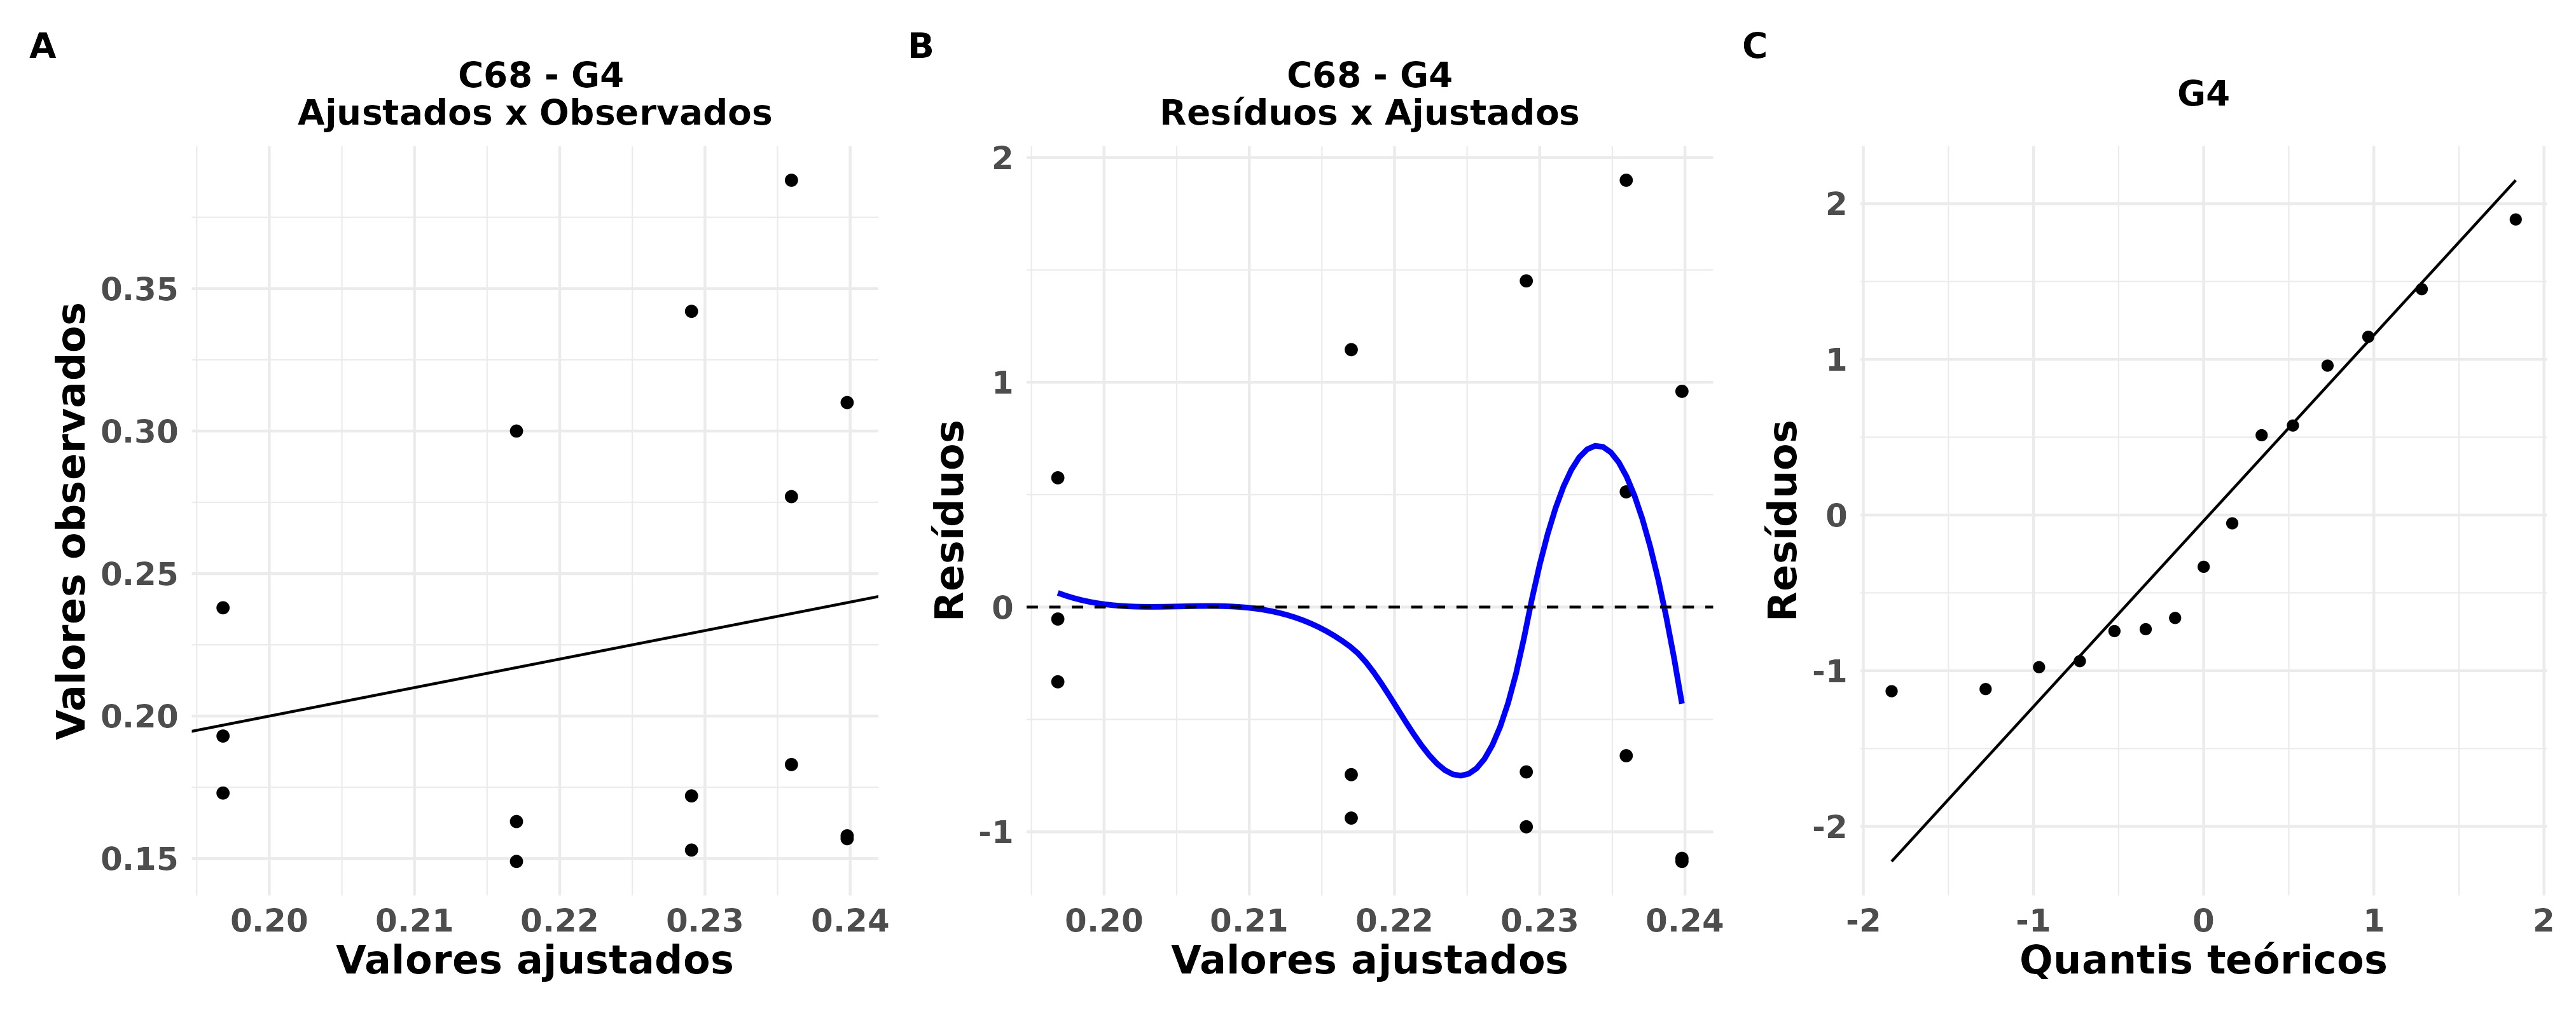 A
C68 - G4
Ajustados x Observados
Valores observados
0.35
0.30
0.25
0.20
0.15
0.20 0.21 0.22 0.23 0.24
Valores ajustados
B
C68 - G4
Resíduos x Ajustados
Resíduos
2
1
0
-1
0.20 0.21 0.22 0.23 0.24
Valores ajustados
C
G4
Resíduos
2
1
0
-1
-2
-2 -1 0 1 2
Quantis teóricos